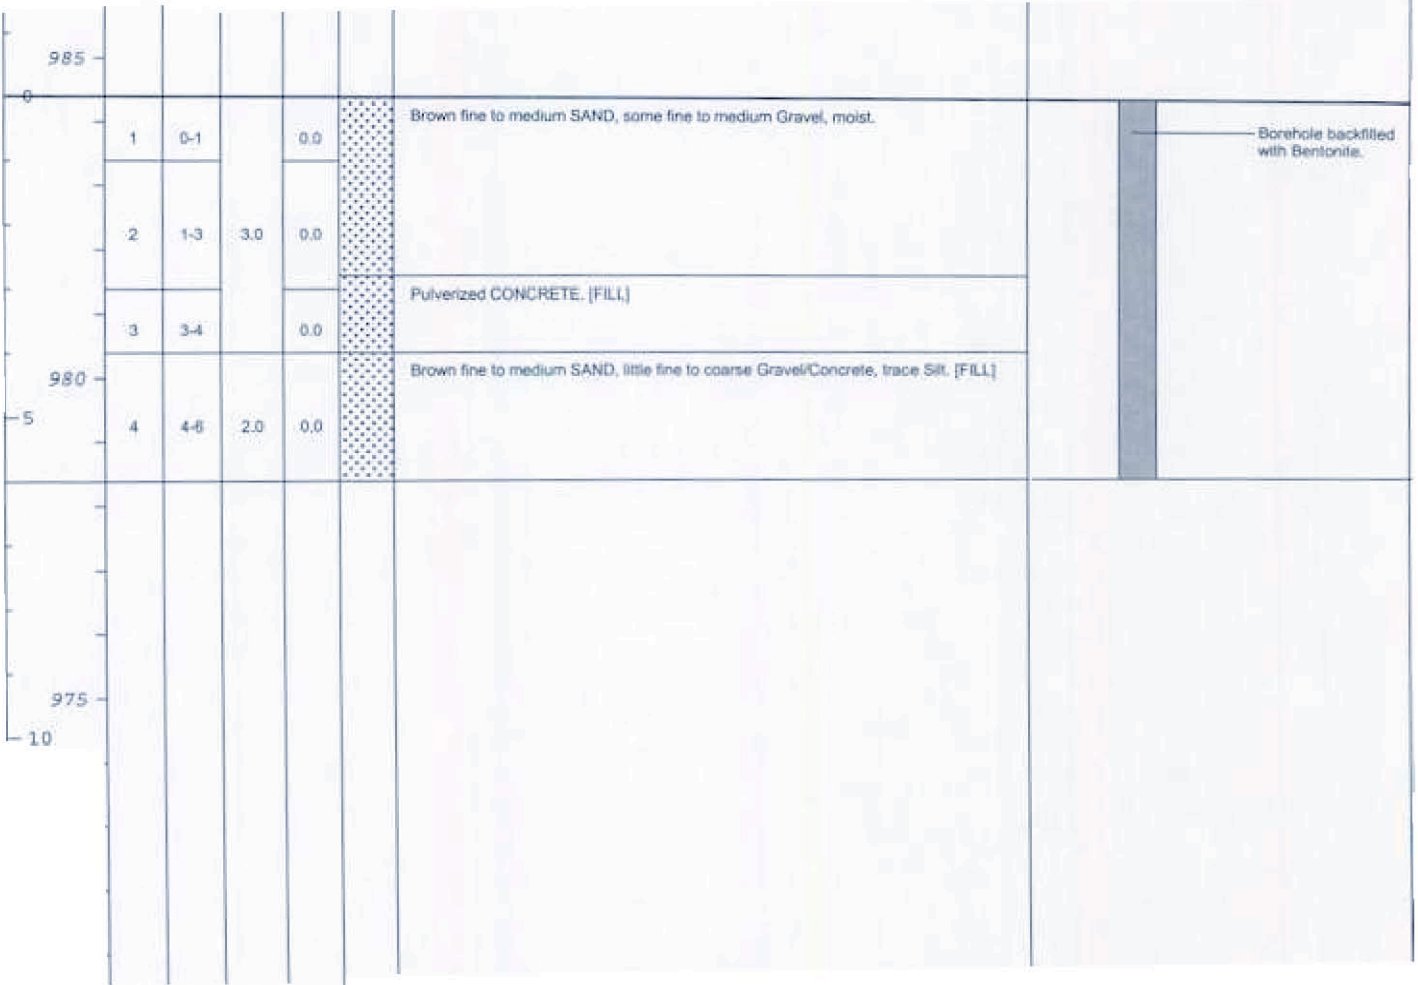 985
0
1 0-1 0.0 Brown fine to medium SAND, some fine to medium Gravel, moist.
Borehole backfilled
with Bentonite.
2 1-3 3.0 0.0
Pulverized CONCRETE. [FILL]
3 3-4 0.0
Brown fine to medium SAND, little fine to coarse Gravel/Concrete, trace Silt. [FILL]
980
5
4 4-6 2.0 0.0
975
10